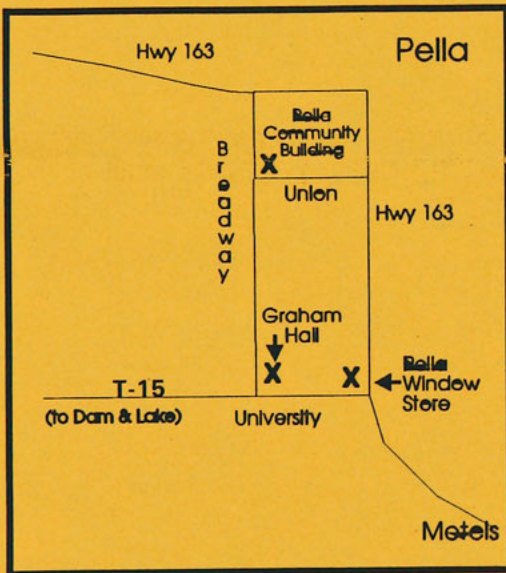 Hwy 163
Pella
Pella
Community
Building
X
Broadway
Union
Hwy 163
Graham
Hall
X
X
Pella
Window
Store
T-15
(to Dam & Lake)
University
Motels